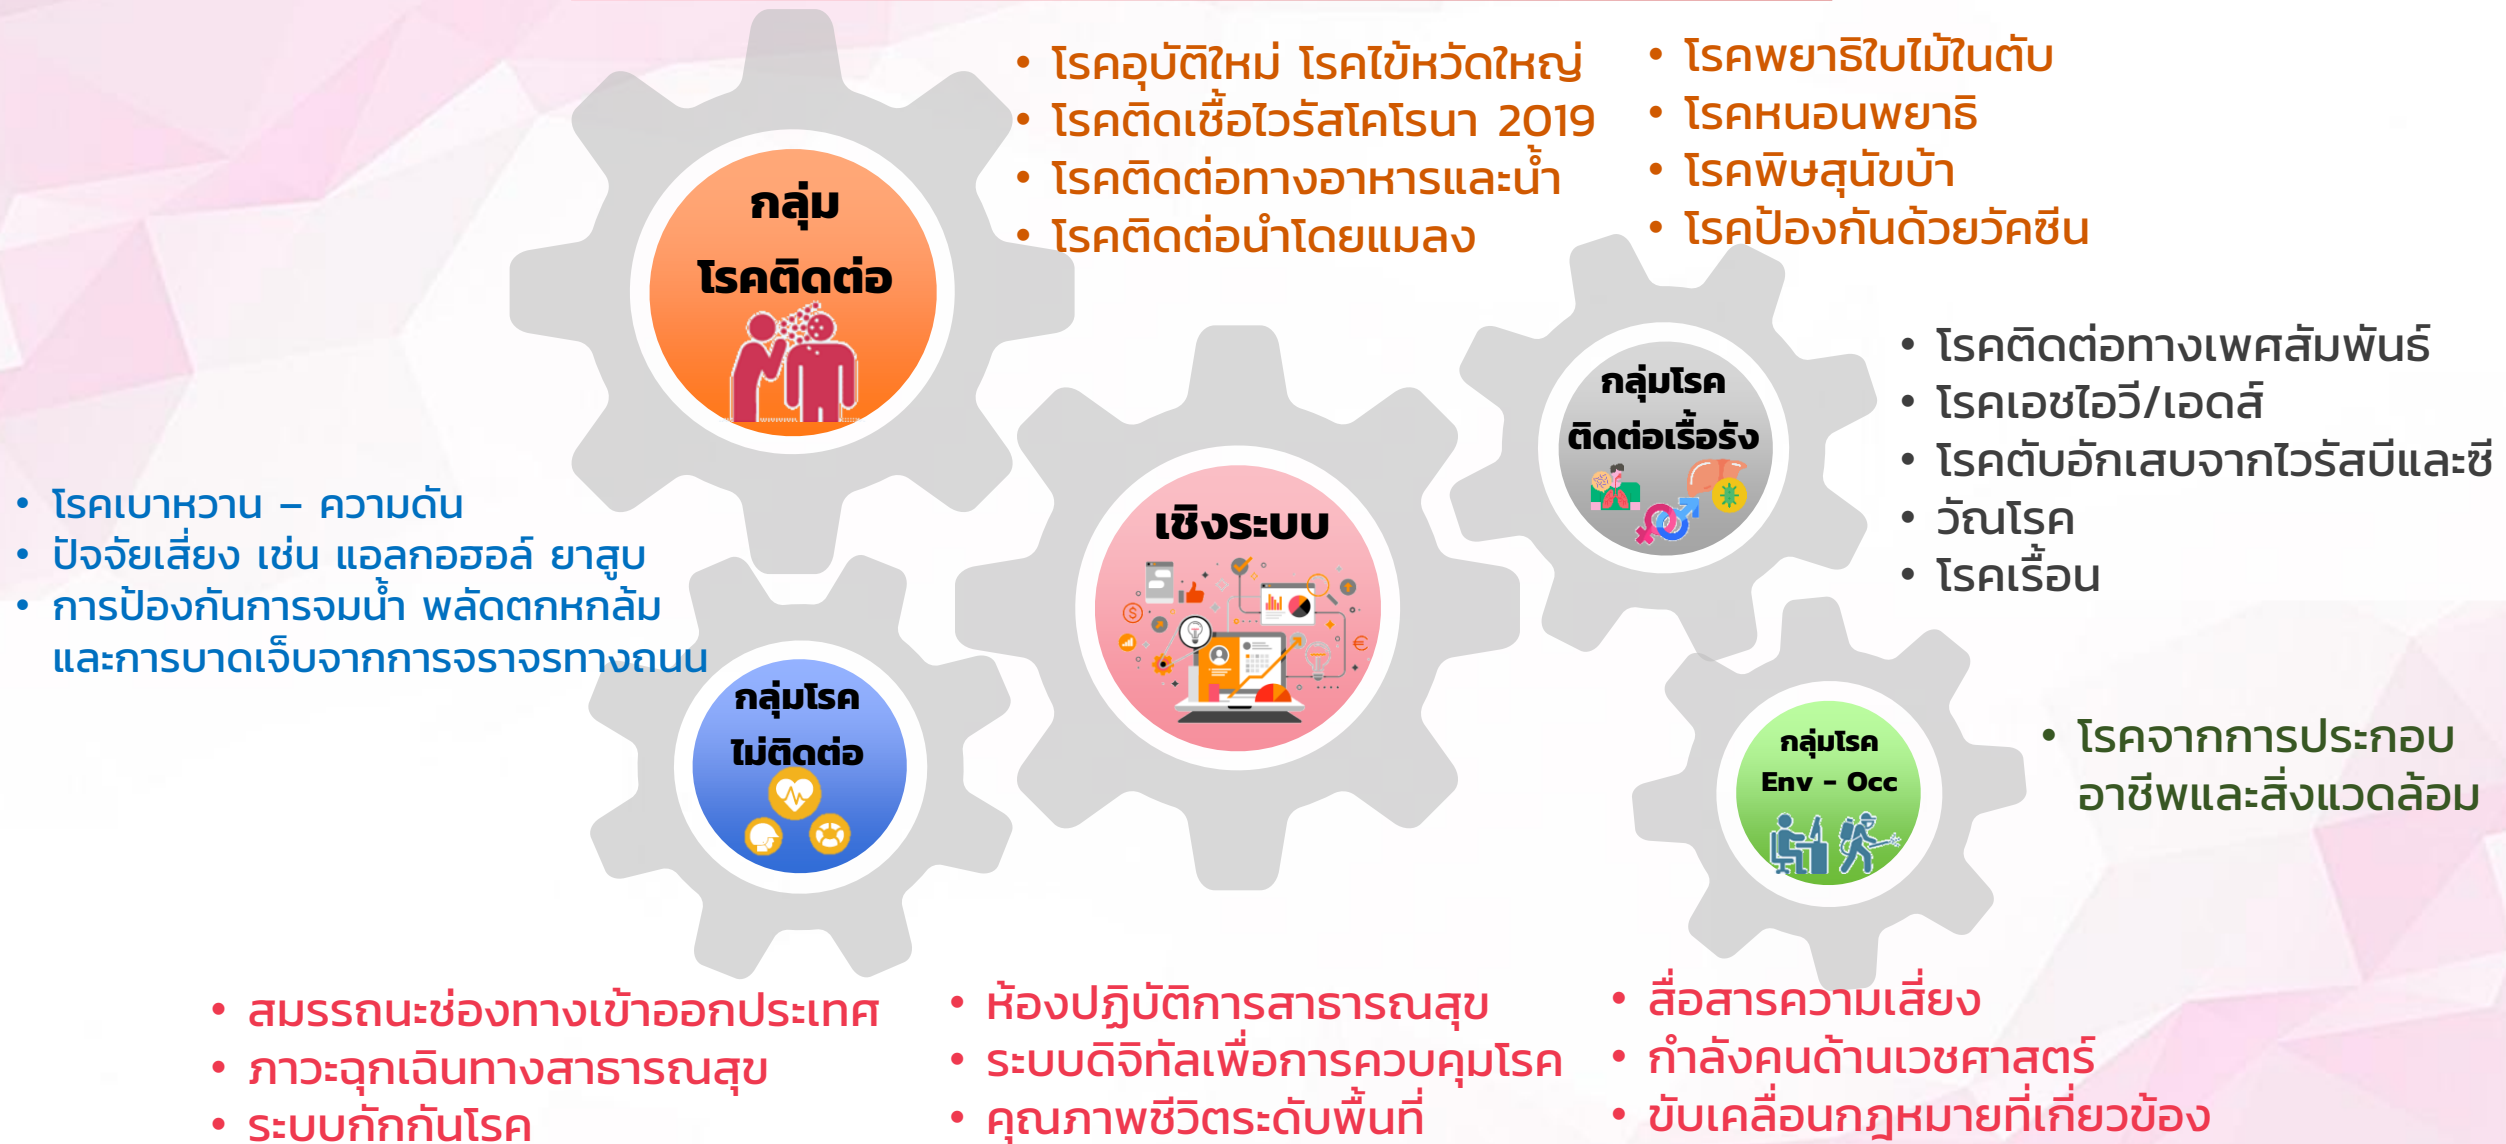 กลุ่ม
โรคติดต่อ
• โรคอุบัติใหม่ โรคไข้หวัดใหญ่
• โรคติดเชื้อไวรัสโคโรนา 2019
• โรคติดต่อทางอาหารและน้ำ
• โรคติดต่อนำโดยแมลง
• โรคพยาธิใบไม้ในตับ
• โรคหนอนพยาธิ
• โรคพิษสุนัขบ้า
• โรคป้องกันด้วยวัคซีน
กลุ่มโรค
ติดต่อเรื้อรัง
• โรคติดต่อทางเพศสัมพันธ์
• โรคเอชไอวี/เอดส์
• โรคตับอักเสบจากไวรัสบีและซี
• วัณโรค
• โรคเรื้อน
• โรคเบาหวาน – ความดัน
• ปัจจัยเสี่ยง เช่น แอลกอฮอล์ ยาสูบ
• การป้องกันการจมน้ำ พลัดตกหกล้ม
และการบาดเจ็บจากการจราจรทางถนน
กลุ่มโรค
ไม่ติดต่อ
เชิงระบบ
กลุ่มโรค
Env - Occ
• โรคจากการประกอบ
อาชีพและสิ่งแวดล้อม
• สมรรถนะช่องทางเข้าออกประเทศ
• ภาวะฉุกเฉินทางสาธารณสุข
• ระบบกักกันโรค
• ห้องปฏิบัติการสาธารณสุข
• ระบบดิจิทัลเพื่อการควบคุมโรค
• คุณภาพชีวิตระดับพื้นที่
• สื่อสารความเสี่ยง
• กำลังคนด้านเวชศาสตร์
• ขับเคลื่อนกฎหมายที่เกี่ยวข้อง